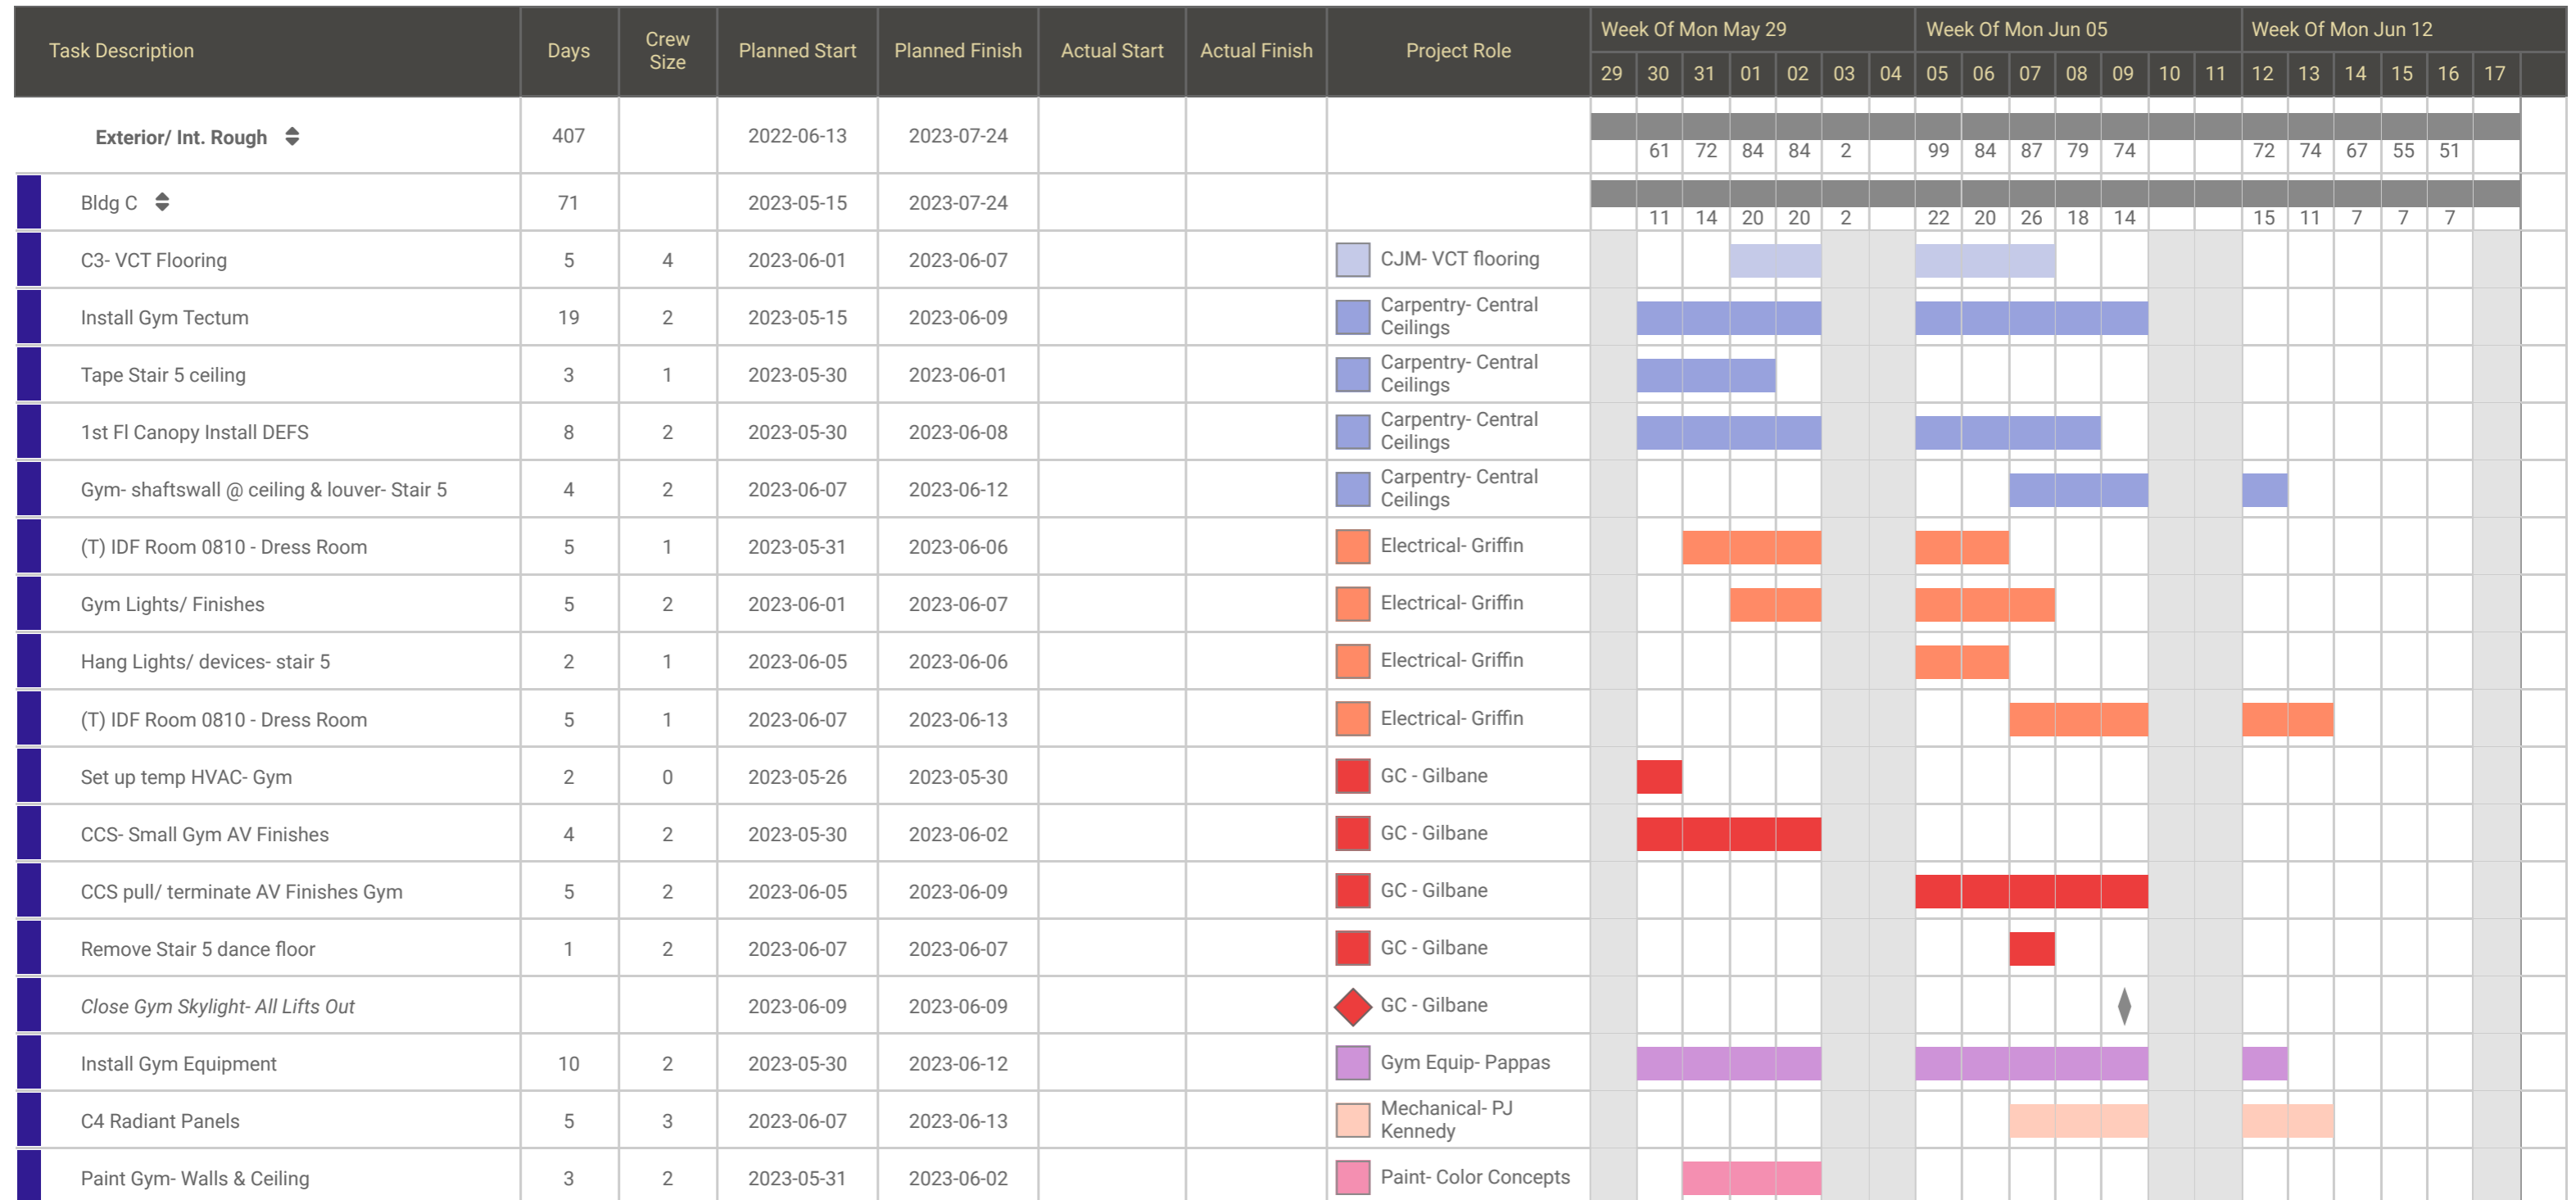 Task Description Days Crew Size Planned Start Planned Finish Actual Start Actual Finish Project Role Week Of Mon May 29 Week Of Mon Jun 05 Week Of Mon Jun 12
29 30 31 01 02 03 04 05 06 07 08 09 10 11 12 13 14 15 16 17
Exterior/ Int. Rough 407 2022-06-13 2023-07-24
61 72 84 84 2 99 84 87 79 74 72 74 67 55 51
Bldg C 71 2023-05-15 2023-07-24
11 14 20 20 2 22 20 26 18 14 15 11 7 7 7
C3- VCT Flooring 5 4 2023-06-01 2023-06-07 CJM- VCT flooring
Install Gym Tectum 19 2 2023-05-15 2023-06-09 Carpentry- Central Ceilings
Tape Stair 5 ceiling 3 1 2023-05-30 2023-06-01 Carpentry- Central Ceilings
1st Fl Canopy Install DEFS 8 2 2023-05-30 2023-06-08 Carpentry- Central Ceilings
Gym- shaftswall @ ceiling & louver- Stair 5 4 2 2023-06-07 2023-06-12 Carpentry- Central Ceilings
(T) IDF Room 0810 - Dress Room 5 1 2023-05-31 2023-06-06 Electrical- Griffin
Gym Lights/ Finishes 5 2 2023-06-01 2023-06-07 Electrical- Griffin
Hang Lights/ devices- stair 5 2 1 2023-06-05 2023-06-06 Electrical- Griffin
(T) IDF Room 0810 - Dress Room 5 1 2023-06-07 2023-06-13 Electrical- Griffin
Set up temp HVAC- Gym 2 0 2023-05-26 2023-05-30 GC - Gilbane
CCS- Small Gym AV Finishes 4 2 2023-05-30 2023-06-02 GC - Gilbane
CCS pull/ terminate AV Finishes Gym 5 2 2023-06-05 2023-06-09 GC - Gilbane
Remove Stair 5 dance floor 1 2 2023-06-07 2023-06-07 GC - Gilbane
Close Gym Skylight- All Lifts Out 2023-06-09 2023-06-09 GC - Gilbane
Install Gym Equipment 10 2 2023-05-30 2023-06-12 Gym Equip- Pappas
C4 Radiant Panels 5 3 2023-06-07 2023-06-13 Mechanical- PJ Kennedy
Paint Gym- Walls & Ceiling 3 2 2023-05-31 2023-06-02 Paint- Color Concepts